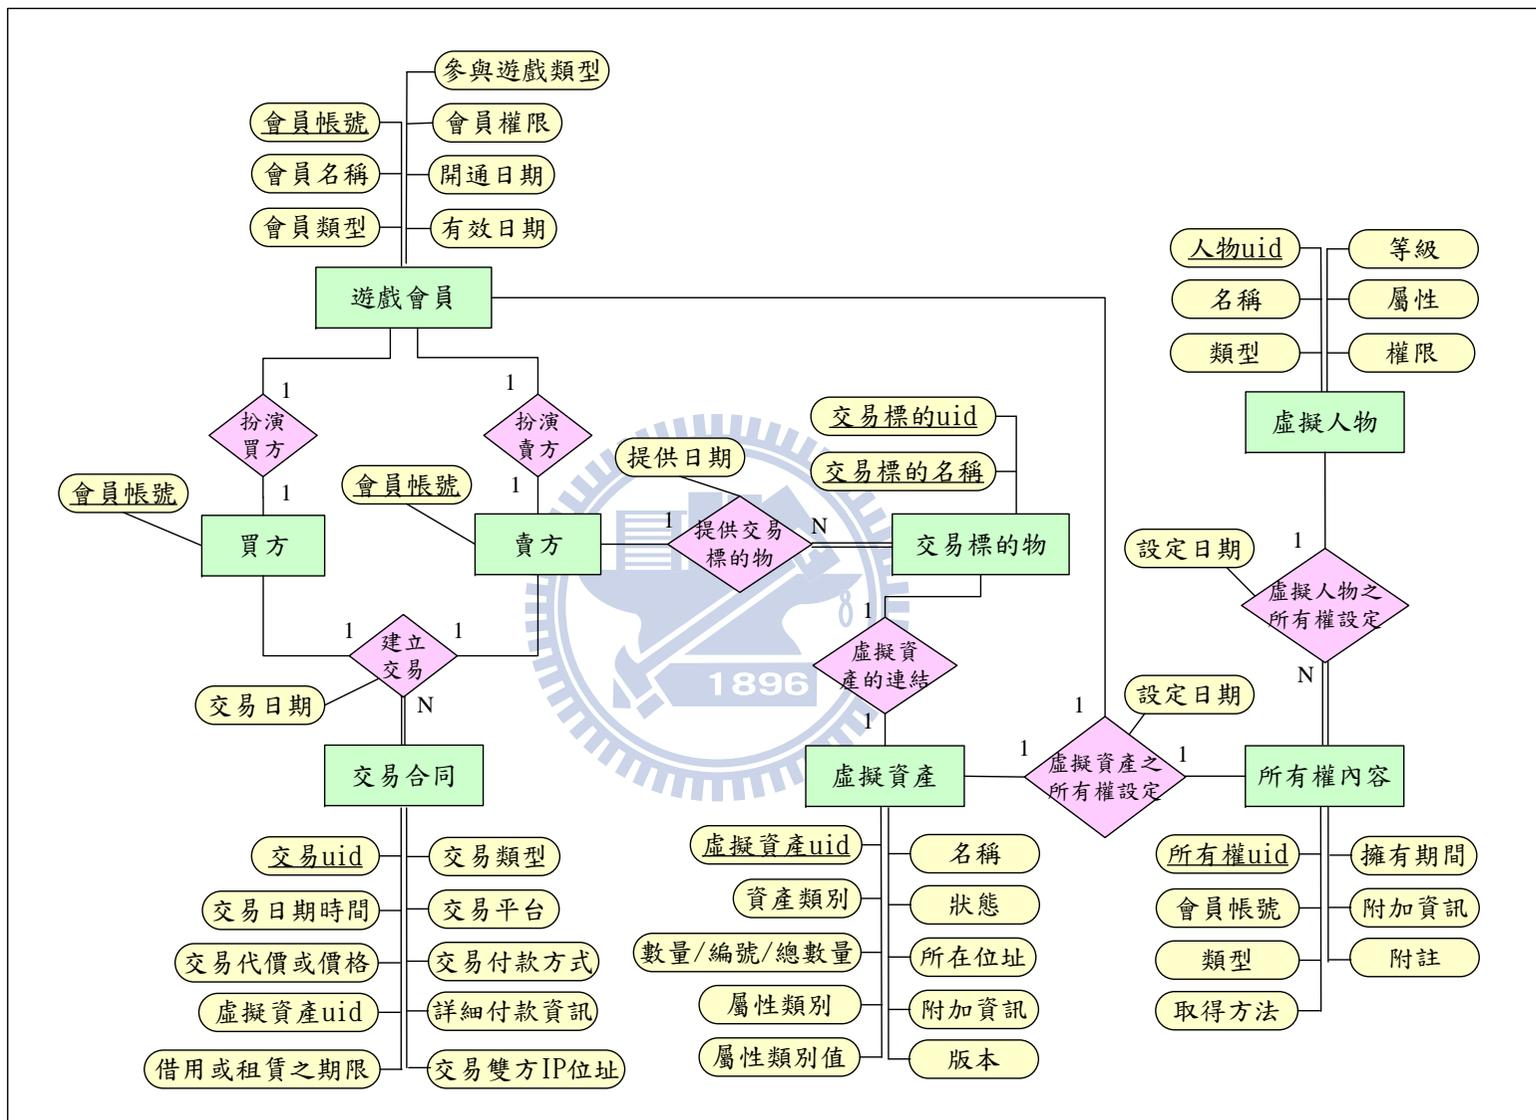 參與遊戲類型
會員帳號
會員權限
會員名稱
開通日期
會員類型
有效日期
遊戲會員
人物uid
等級
名稱
屬性
類型
權限
虛擬人物
1
1
扮演
買方
扮演
賣方
1
1
會員帳號
會員帳號
買方
賣方
提供日期
1
提供交易
標的物
N
交易標的uid
交易標的名稱
交易標的物
設定日期
1
虛擬人物之
所有權設定
N
1
建立
交易
1
交易日期
N
1
虛擬資
產的連結
1
1896
設定日期
1
1
虛擬資產之
所有權設定
1
交易合同
虛擬資產
所有權內容
交易uid
交易類型
交易日期時間
交易平台
交易代價或價格
交易付款方式
虛擬資產uid
詳細付款資訊
借用或租賃之期限
交易雙方IP位址
虛擬資產uid
名稱
資產類別
狀態
數量/編號/總數量
所在位址
屬性類別
附加資訊
屬性類別值
版本
所有權uid
擁有期間
會員帳號
附加資訊
類型
附註
取得方法